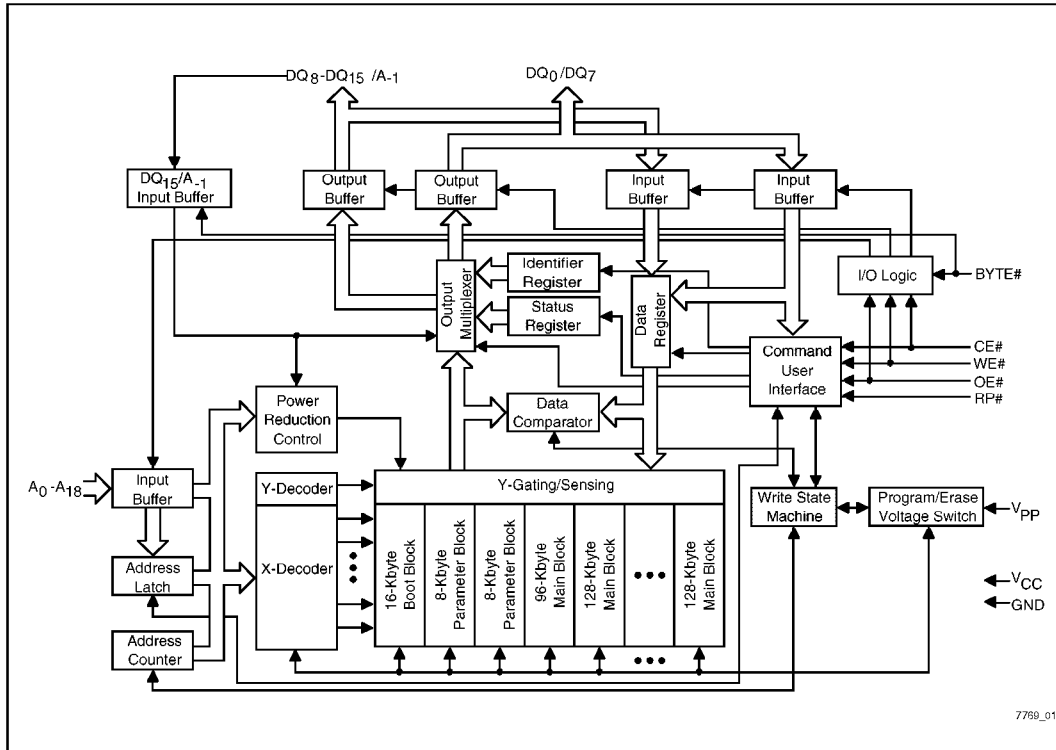 DQ8-DQ15 /A-1
DQ0/DQ7
DQ15/A-1
Input Buffer
Output
Buffer
Output
Buffer
Input
Buffer
Input
Buffer
I/O Logic
BYTE#
Output
Multiplexer
Identifier
Register
Status
Register
Data
Register
Command
User
Interface
CE#
WE#
OE#
RP#
Power
Reduction
Control
Data
Comparator
A0-A18
Input
Buffer
Y-Decoder
Y-Gating/Sensing
Write State
Machine
Program/Erase
Voltage Switch
VPP
Address
Latch
X-Decoder
16-Kbyte
Boot Block
8-Kbyte
Parameter Block
8-Kbyte
Parameter Block
96-Kbyte
Main Block
128-Kbyte
Main Block
128-Kbyte
Main Block
VCC
GND
Address
Counter
7769_01